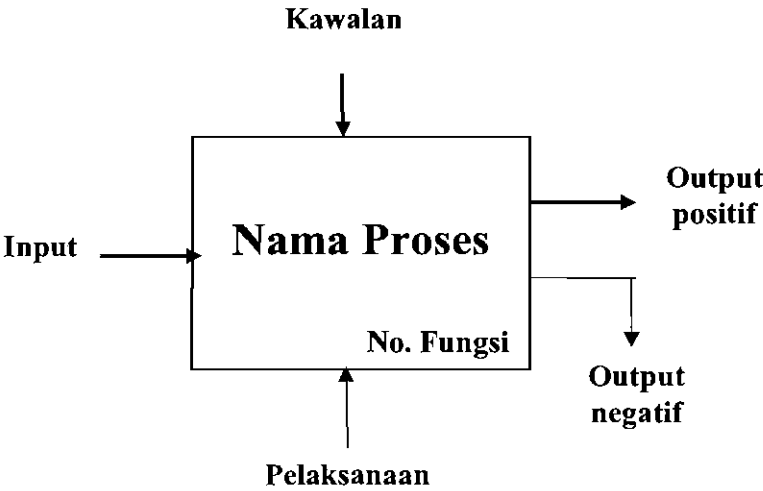 Kawalan
Output
positif
Input
Nama Proses
No. Fungsi
Output
negatif
Pelaksanaan